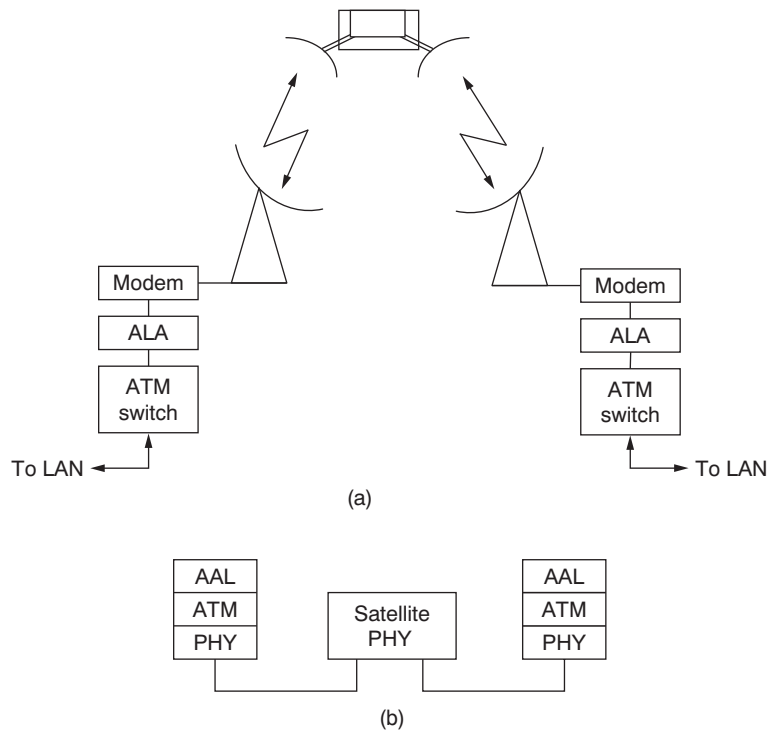 Modem
Modem
ALA
ALA
ATM
switch
ATM
switch
To LAN
To LAN
(a)
AAL
ATM
PHY
Satellite
PHY
AAL
ATM
PHY
(b)